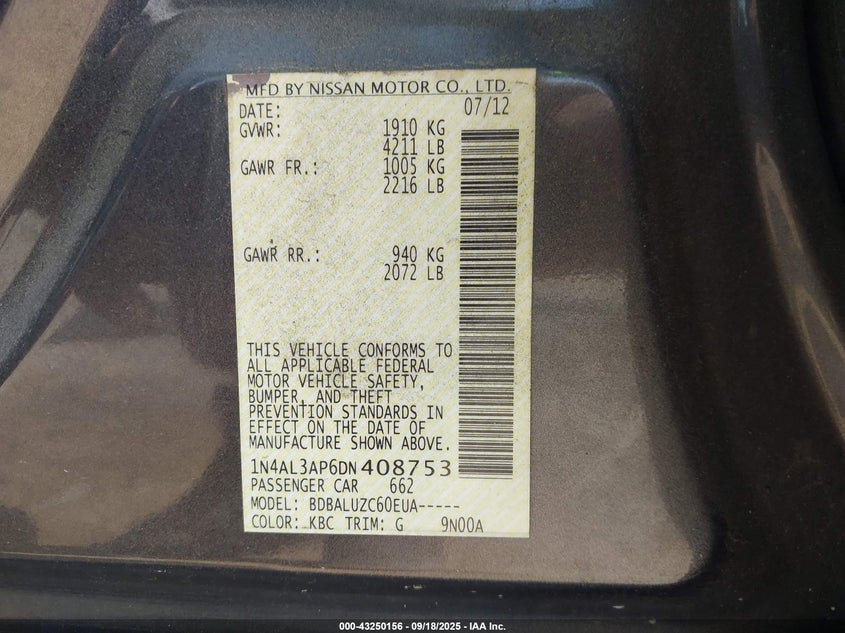 MFD BY NISSAN MOTOR CO., LTD.
DATE: 07/12
GVWR: 1910 KG
4211 LB
GAWR FR.: 1005 KG
2216 LB
GAWR RR.: 940 KG
2072 LB
THIS VEHICLE CONFORMS TO
ALL APPLICABLE FEDERAL
MOTOR VEHICLE SAFETY,
BUMPER, AND THEFT
PREVENTION STANDARDS IN
EFFECT ON THE DATE OF
MANUFACTURE SHOWN ABOVE.
1N4AL3AP6DN408753
PASSENGER CAR 662
MODEL: BDBALUZC60EUA-----
COLOR: KBC TRIM: G 9N00A
000-43250156 - 09/18/2025 - IAA Inc.